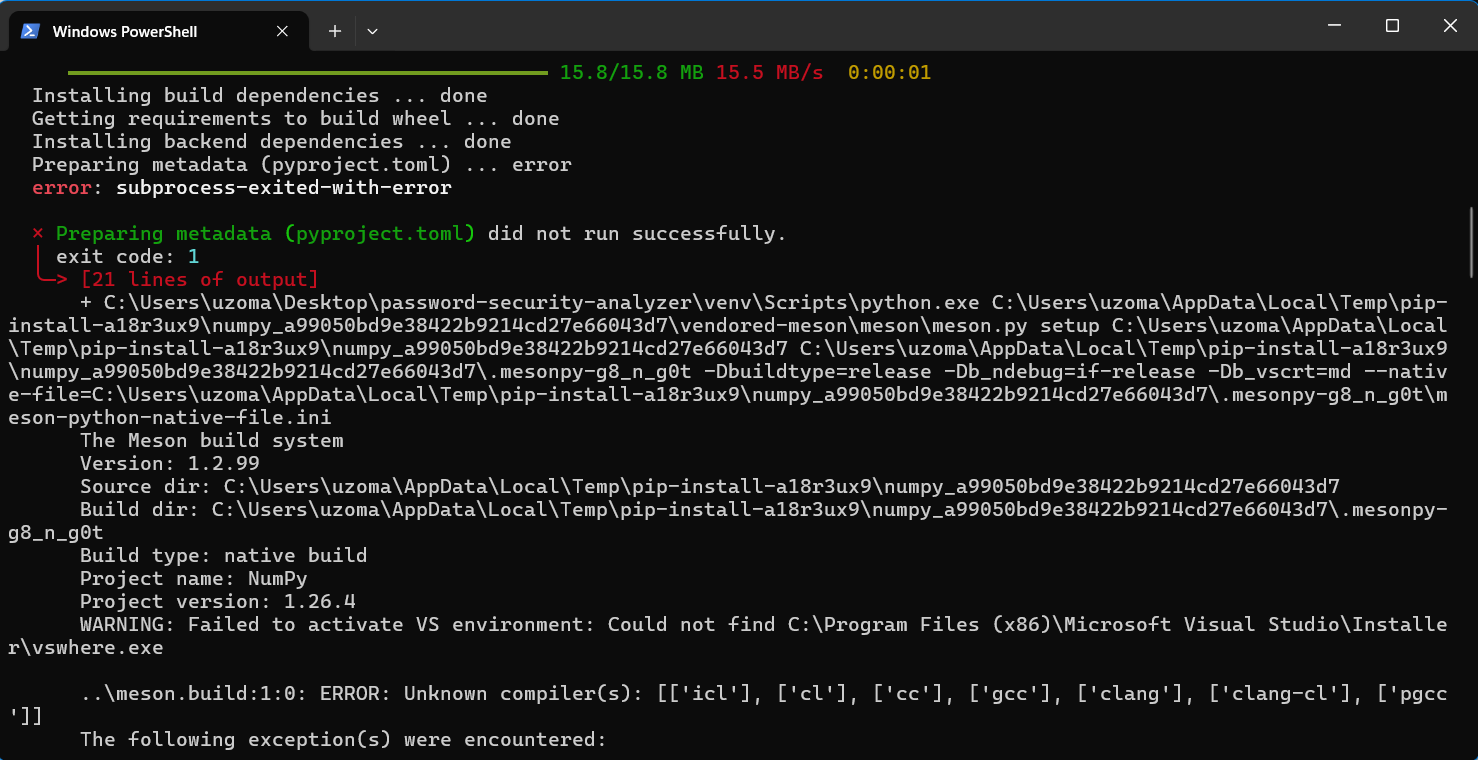 Windows PowerShell
15.8/15.8 MB 15.5 MB/s 0:00:01
Installing build dependencies ... done
Getting requirements to build wheel ... done
Installing backend dependencies ... done
Preparing metadata (pyproject.toml) ... error
error: subprocess-exited-with-error
× Preparing metadata (pyproject.toml) did not run successfully.
│ exit code: 1
╰─> [21 lines of output]
+ C:\Users\uzoma\Desktop\password-security-analyzer\venv\Scripts\python.exe C:\Users\uzoma\AppData\Local\Temp\pip-
install-a18r3ux9\numpy_a99050bd9e38422b9214cd27e66043d7\vendored-meson\meson\meson.py setup C:\Users\uzoma\AppData\Local
\Temp\pip-install-a18r3ux9\numpy_a99050bd9e38422b9214cd27e66043d7 C:\Users\uzoma\AppData\Local\Temp\pip-install-a18r3ux9
\numpy_a99050bd9e38422b9214cd27e66043d7\.mesonpy-g8_n_g0t -Dbuildtype=release -Db_ndebug=if-release -Db_vscrt=md --nativ
e-file=C:\Users\uzoma\AppData\Local\Temp\pip-install-a18r3ux9\numpy_a99050bd9e38422b9214cd27e66043d7\.mesonpy-g8_n_g0t\m
eson-python-native-file.ini
The Meson build system
Version: 1.2.99
Source dir: C:\Users\uzoma\AppData\Local\Temp\pip-install-a18r3ux9\numpy_a99050bd9e38422b9214cd27e66043d7
Build dir: C:\Users\uzoma\AppData\Local\Temp\pip-install-a18r3ux9\numpy_a99050bd9e38422b9214cd27e66043d7\.mesonpy-
g8_n_g0t
Build type: native build
Project name: NumPy
Project version: 1.26.4
WARNING: Failed to activate VS environment: Could not find C:\Program Files (x86)\Microsoft Visual Studio\Installe
r\vswhere.exe
..\meson.build:1:0: ERROR: Unknown compiler(s): [['icl'], ['cl'], ['cc'], ['gcc'], ['clang'], ['clang-cl'], ['pgcc
']]
The following exception(s) were encountered: